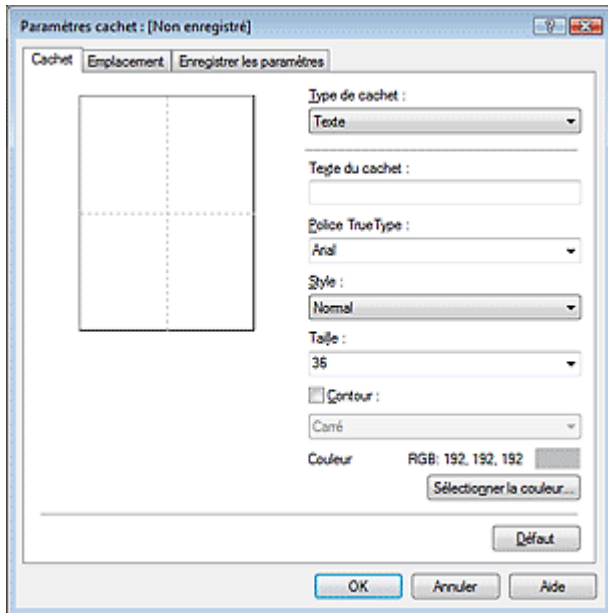 Paramètres cachet : [Non enregistré]
Cachet Emplacement Enregistrer les paramètres
Type de cachet :
Texte
Texte du cachet :
Police TrueType :
Arial
Style :
Normal
Taille :
36
Contour :
Carré
Couleur RGB: 192, 192, 192
Sélectionner la couleur...
Défaut
OK Annuler Aide